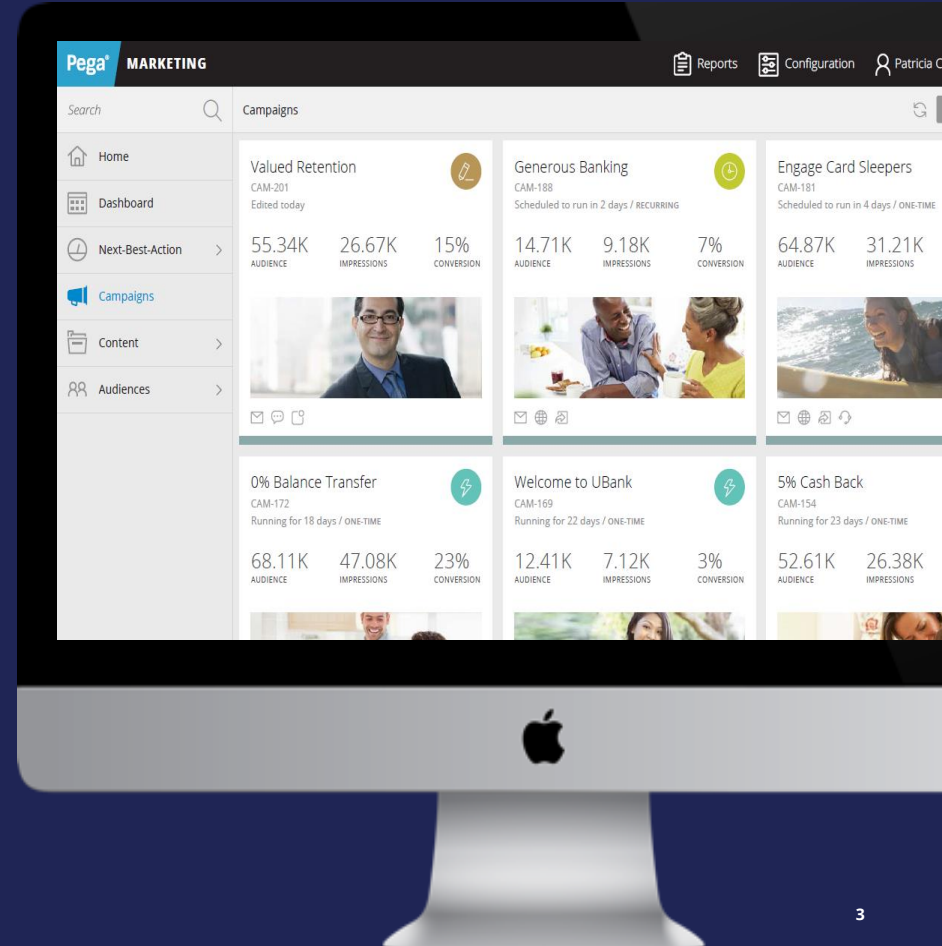 Pega® MARKETING
Reports
Configuration
Patricia
Search
Campaigns
Home
Dashboard
Next-Best-Action
Campaigns
Content
Audiences
Valued Retention
CAM-201
Edited today
55.34K 26.67K 15%
AUDIENCE IMPRESSIONS CONVERSION
Generous Banking
CAM-188
Scheduled to run in 2 days / RECURRING
14.71K 9.18K 7%
AUDIENCE IMPRESSIONS CONVERSION
Engage Card Sleepers
CAM-181
Scheduled to run in 4 days / ONE-TIME
64.87K 31.21K
AUDIENCE IMPRESSIONS
0% Balance Transfer
CAM-172
Running for 18 days / ONE-TIME
68.11K 47.08K 23%
AUDIENCE IMPRESSIONS CONVERSION
Welcome to UBank
CAM-169
Running for 22 days / ONE-TIME
12.41K 7.12K 3%
AUDIENCE IMPRESSIONS CONVERSION
5% Cash Back
CAM-154
Running for 23 days / ONE-TIME
52.61K 26.38K
AUDIENCE IMPRESSIONS
3